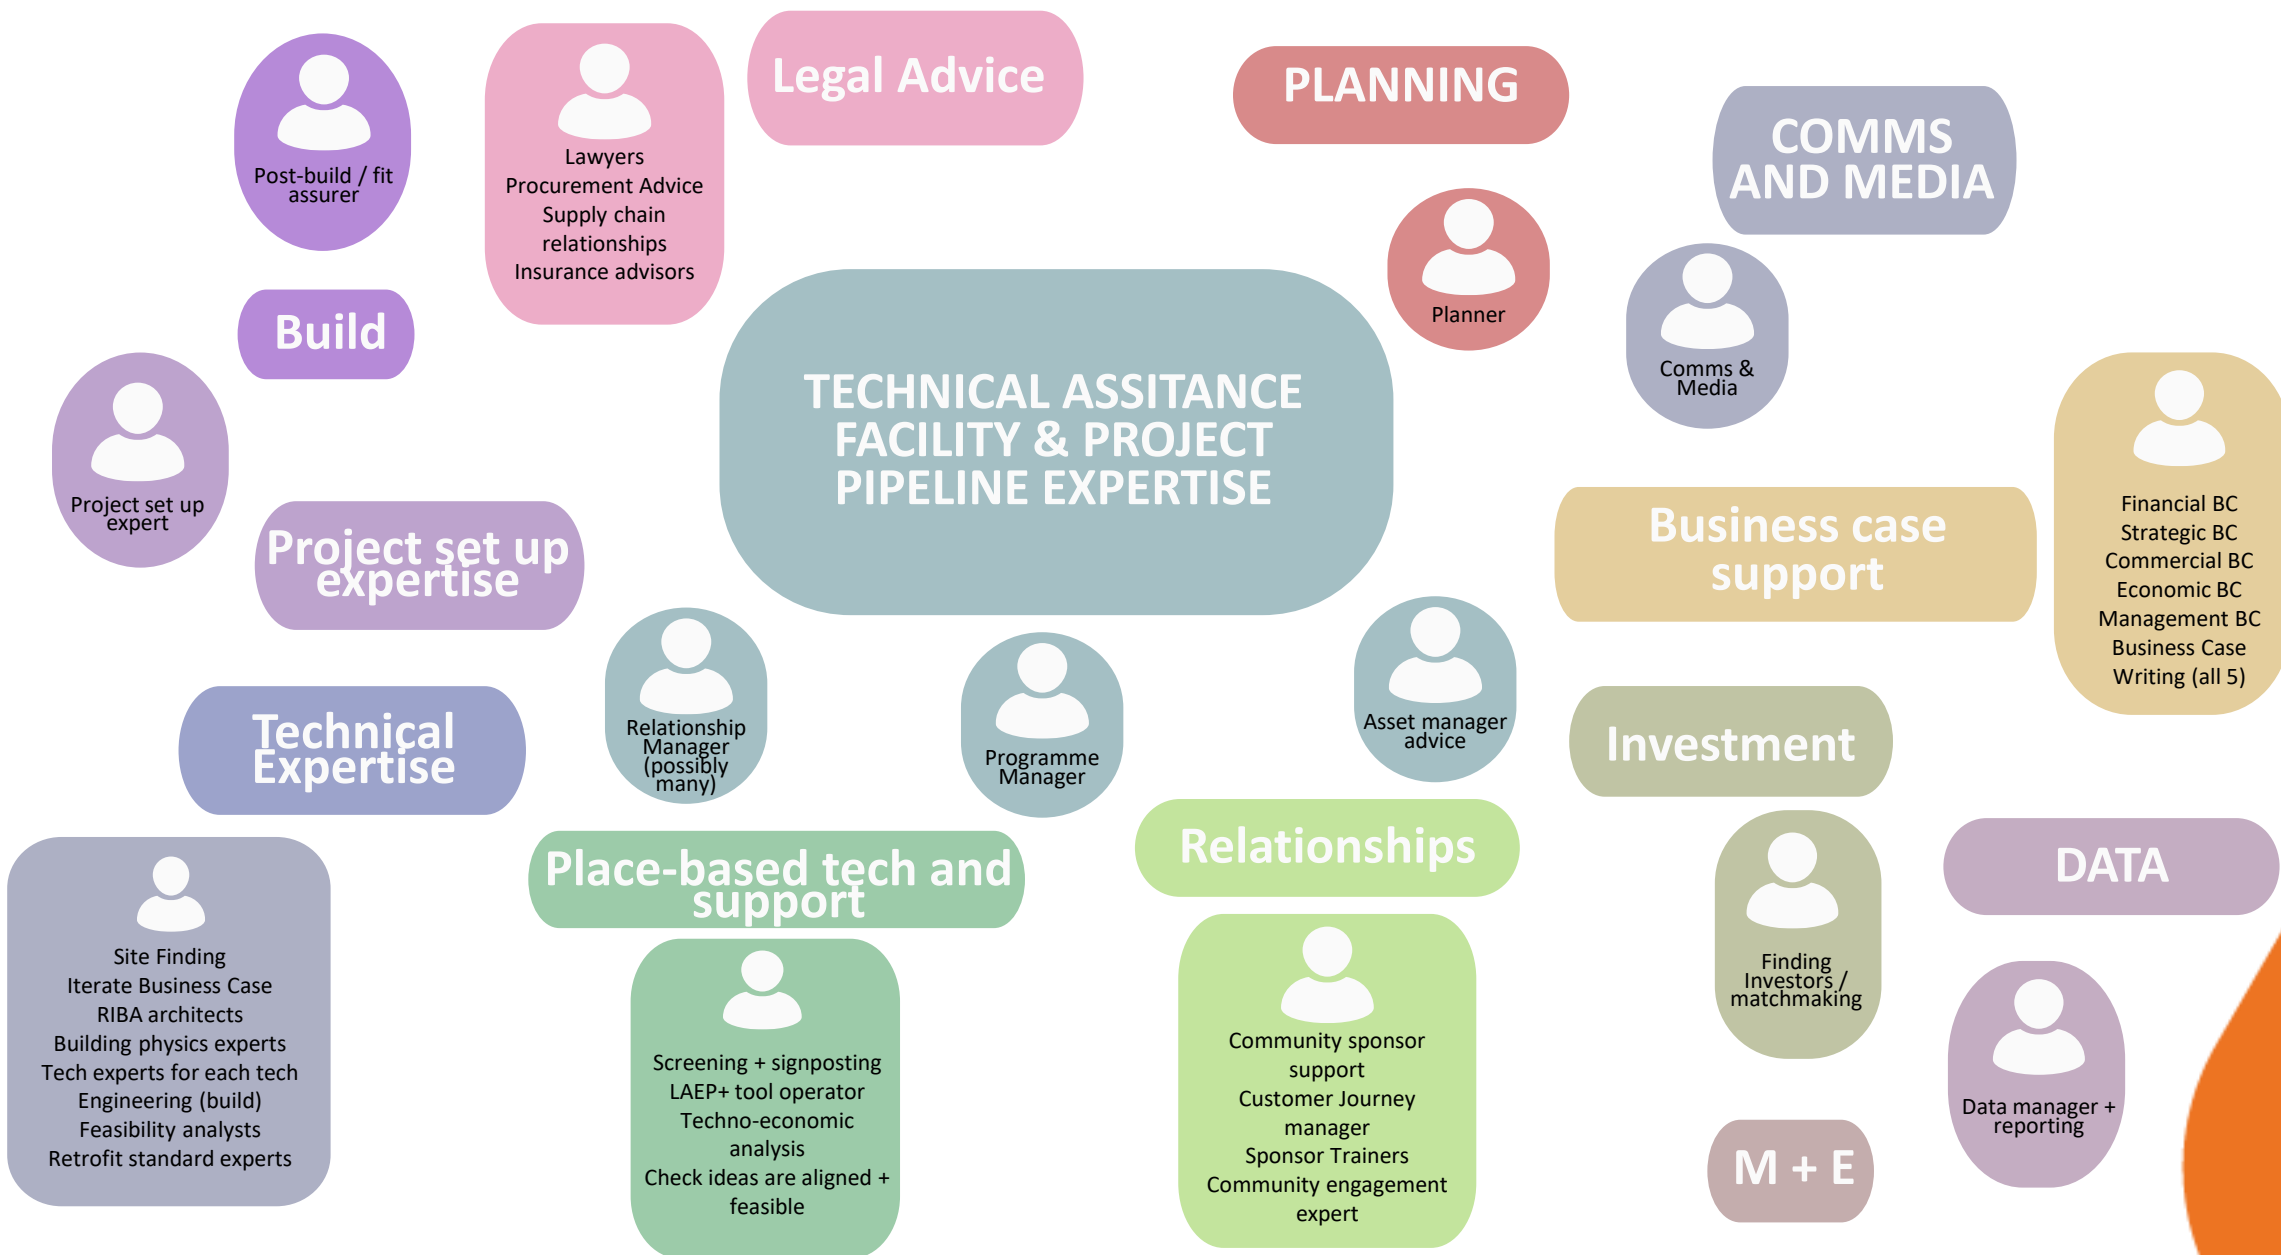 Legal Advice
PLANNING
COMMS
AND MEDIA
Post-build / fit
assurer
Lawyers
Procurement Advice
Supply chain
relationships
Insurance advisors
Build
Planner
Comms &
Media
TECHNICAL ASSITANCE
FACILITY & PROJECT
PIPELINE EXPERTISE
Project set up
expert
Project set up
expertise
Business case
support
Financial BC
Strategic BC
Commercial BC
Economic BC
Management BC
Business Case
Writing (all 5)
Technical
Expertise
Relationship
Manager
(possibly
many)
Programme
Manager
Asset manager
advice
Investment
Place-based tech and
support
Relationships
DATA
Site Finding
Iterate Business Case
RIBA architects
Building physics experts
Tech experts for each tech
Engineering (build)
Feasibility analysts
Retrofit standard experts
Screening + signposting
LAEP+ tool operator
Techno-economic
analysis
Check ideas are aligned +
feasible
Community sponsor
support
Customer Journey
manager
Sponsor Trainers
Community engagement
expert
Finding
Investors /
matchmaking
Data manager +
reporting
M + E